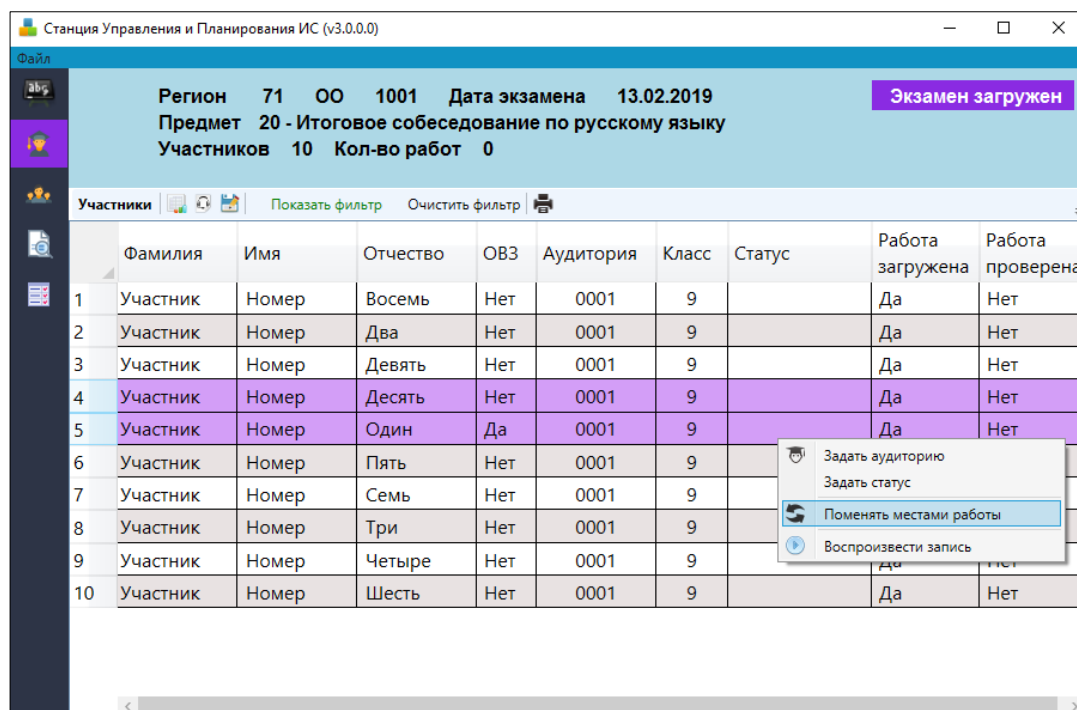 Станция Управления и Планирования ИС (v3.0.0.0)
Файл
abc
Регион 71 ОО 1001 Дата экзамена 13.02.2019
Экзамен загружен
Предмет 20 - Итоговое собеседование по русскому языку
Участников 10 Кол-во работ 0
Участники Показать фильтр Очистить фильтр
Фамилия Имя Отчество ОВЗ Аудитория Класс Статус Работа загружена Работа проверена
1 Участник Номер Восемь Нет 0001 9 Да Нет
2 Участник Номер Два Нет 0001 9 Да Нет
3 Участник Номер Девять Нет 0001 9 Да Нет
4 Участник Номер Десять Нет 0001 9 Да Нет
5 Участник Номер Один Да 0001 9 Да Нет
6 Участник Номер Пять Нет 0001 9
7 Участник Номер Семь Нет 0001 9
8 Участник Номер Три Нет 0001 9
9 Участник Номер Четыре Нет 0001 9 Да Нет
10 Участник Номер Шесть Нет 0001 9 Да Нет
Задать аудиторию
Задать статус
Поменять местами работы
Воспроизвести запись